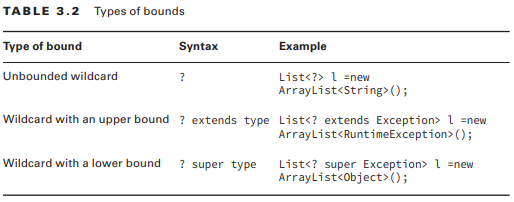 TABLE 3.2 Types of bounds
Type of bound Syntax Example
Unbounded wildcard ? List<?> l =new
ArrayList<String>();
Wildcard with an upper bound ? extends type List<? extends Exception> l =new
ArrayList<RuntimeException>();
Wildcard with a lower bound ? super type List<? super Exception> l =new
ArrayList<Object>();